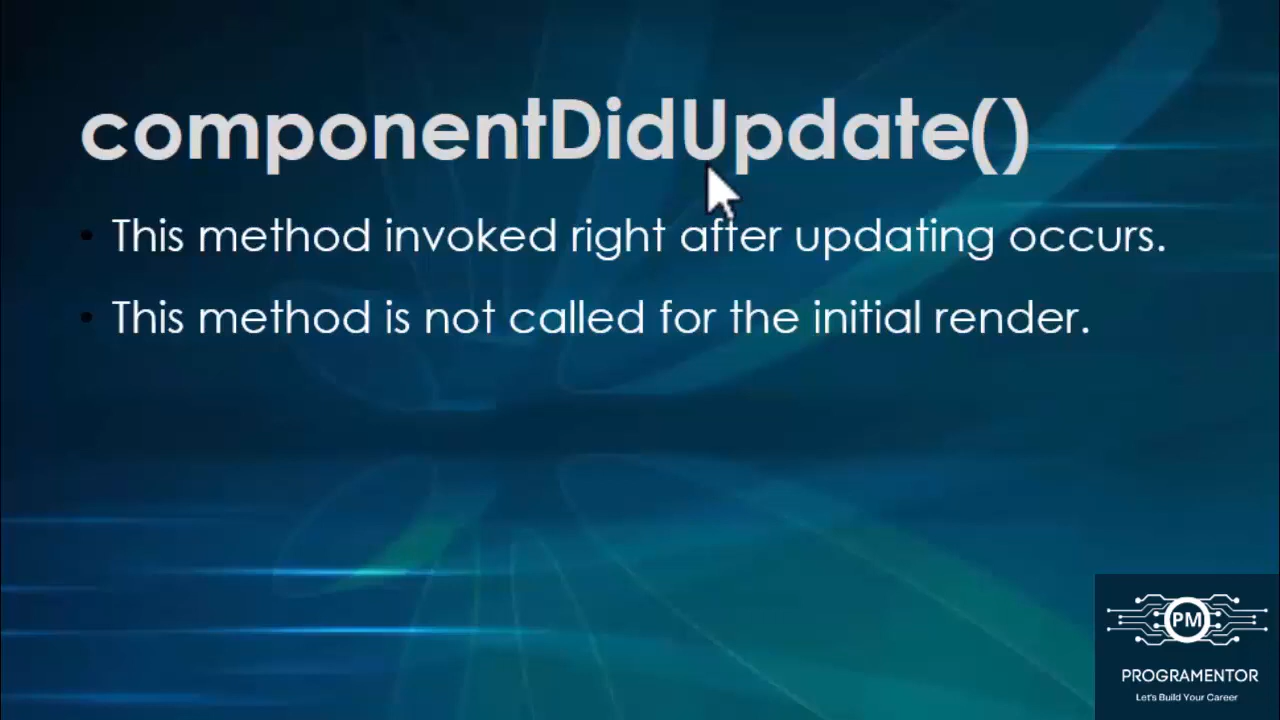 componentDidUpdate()
• This method invoked right after updating occurs.
• This method is not called for the initial render.
PM
PROGRAMENTOR
Let's Build Your Career